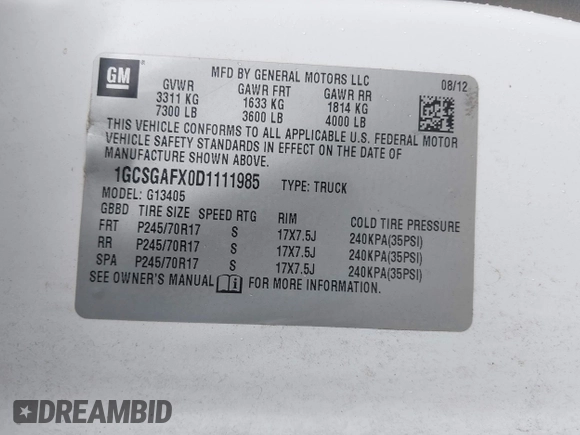 GM
MFD BY GENERAL MOTORS LLC 08/12
GVWR GAWR FRT GAWR RR
3311 KG 1633 KG 1814 KG
7300 LB 3600 LB 4000 LB
THIS VEHICLE CONFORMS TO ALL APPLICABLE U.S. FEDERAL MOTOR
VEHICLE SAFETY STANDARDS IN EFFECT ON THE DATE OF
MANUFACTURE SHOWN ABOVE.
1GCSGAFX0D1111985 TYPE: TRUCK
MODEL: G13405
GBBD TIRE SIZE SPEED RTG RIM COLD TIRE PRESSURE
FRT P245/70R17 S 17X7.5J 240KPA(35PSI)
RR P245/70R17 S 17X7.5J 240KPA(35PSI)
SPA P245/70R17 S 17X7.5J 240KPA(35PSI)
SEE OWNER'S MANUAL FOR MORE INFORMATION.
DREAMBID